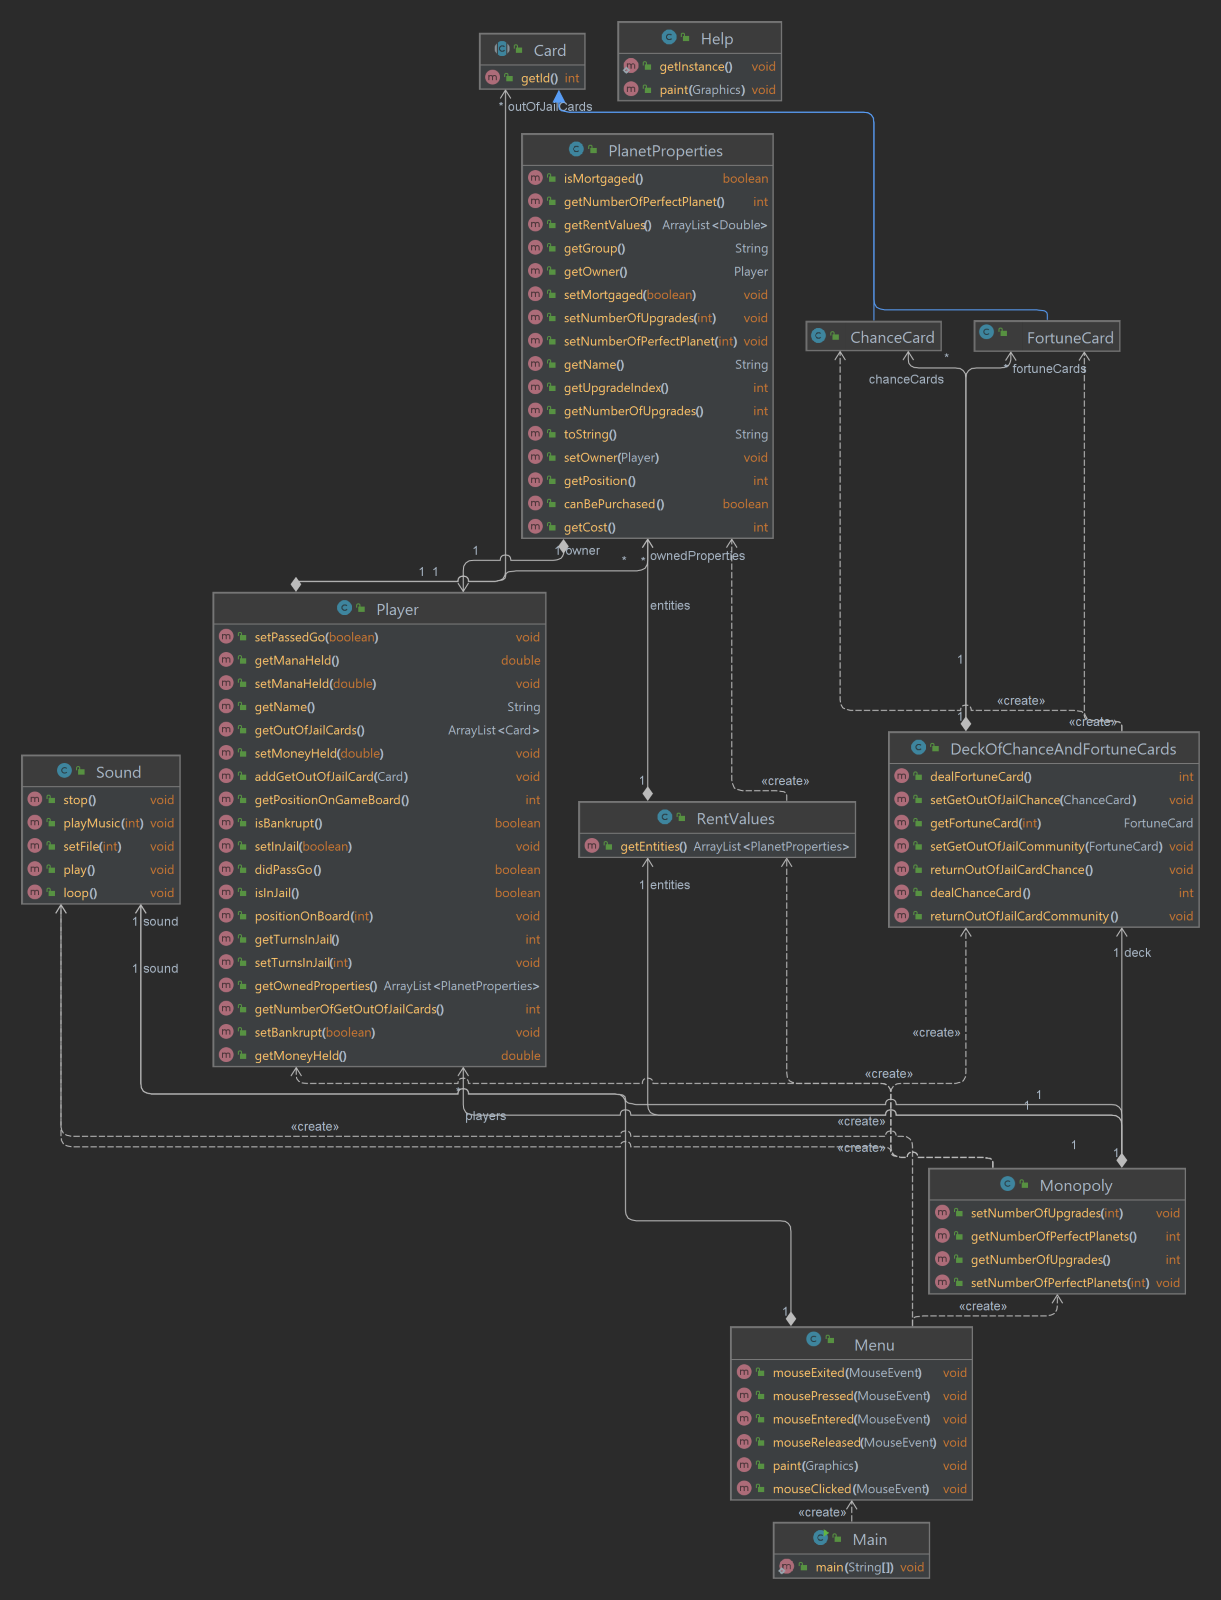 Card
getId() int
Help
getInstance() void
paint(Graphics) void
* outOfJailCards
PlanetProperties
isMortgaged() boolean
getNumberOfPerfectPlanet() int
getRentValues() ArrayList<Double>
getGroup() String
getOwner() Player
setMortgaged(boolean) void
setNumberOfUpgrades(int) void
setNumberOfPerfectPlanet(int) void
getName() String
getUpgradeIndex() int
getNumberOfUpgrades() int
toString() String
setOwner(Player) void
getPosition() int
canBePurchased() boolean
getCost() int
ChanceCard
FortuneCard
*
chanceCards
* fortuneCards
1
1 owner
* * ownedProperties
1 1
entities
Player
setPassedGo(boolean) void
getManaHeld() double
setManaHeld(double) void
getName() String
getOutOfJailCards() ArrayList<Card>
setMoneyHeld(double) void
addGetOutOfJailCard(Card) void
getPositionOnGameBoard() int
isBankrupt() boolean
setInJail(boolean) void
didPassGo() boolean
isInJail() boolean
positionOnBoard(int) void
getTurnsInJail() int
setTurnsInJail(int) void
getOwnedProperties() ArrayList<PlanetProperties>
getNumberOfGetOutOfJailCards() int
setBankrupt(boolean) void
getMoneyHeld() double
1
«create»
1
«create»
DeckOfChanceAndFortuneCards
dealFortuneCard() int
setGetOutOfJailChance(ChanceCard) void
getFortuneCard(int) FortuneCard
setGetOutOfJailCommunity(FortuneCard) void
returnOutOfJailCardChance() void
dealChanceCard() int
returnOutOfJailCardCommunity() void
Sound
stop() void
playMusic(int) void
setFile(int) void
play() void
loop() void
«create»
1
RentValues
getEntities() ArrayList<PlanetProperties>
1 entities
1 sound
1 sound
1 deck
«create»
«create»
*
1
1
players
«create»
«create»
«create»
1
1
Monopoly
setNumberOfUpgrades(int) void
getNumberOfPerfectPlanets() int
getNumberOfUpgrades() int
setNumberOfPerfectPlanets(int) void
«create»
1
Menu
mouseExited(MouseEvent) void
mousePressed(MouseEvent) void
mouseEntered(MouseEvent) void
mouseReleased(MouseEvent) void
paint(Graphics) void
mouseClicked(MouseEvent) void
«create»
Main
main(String[]) void